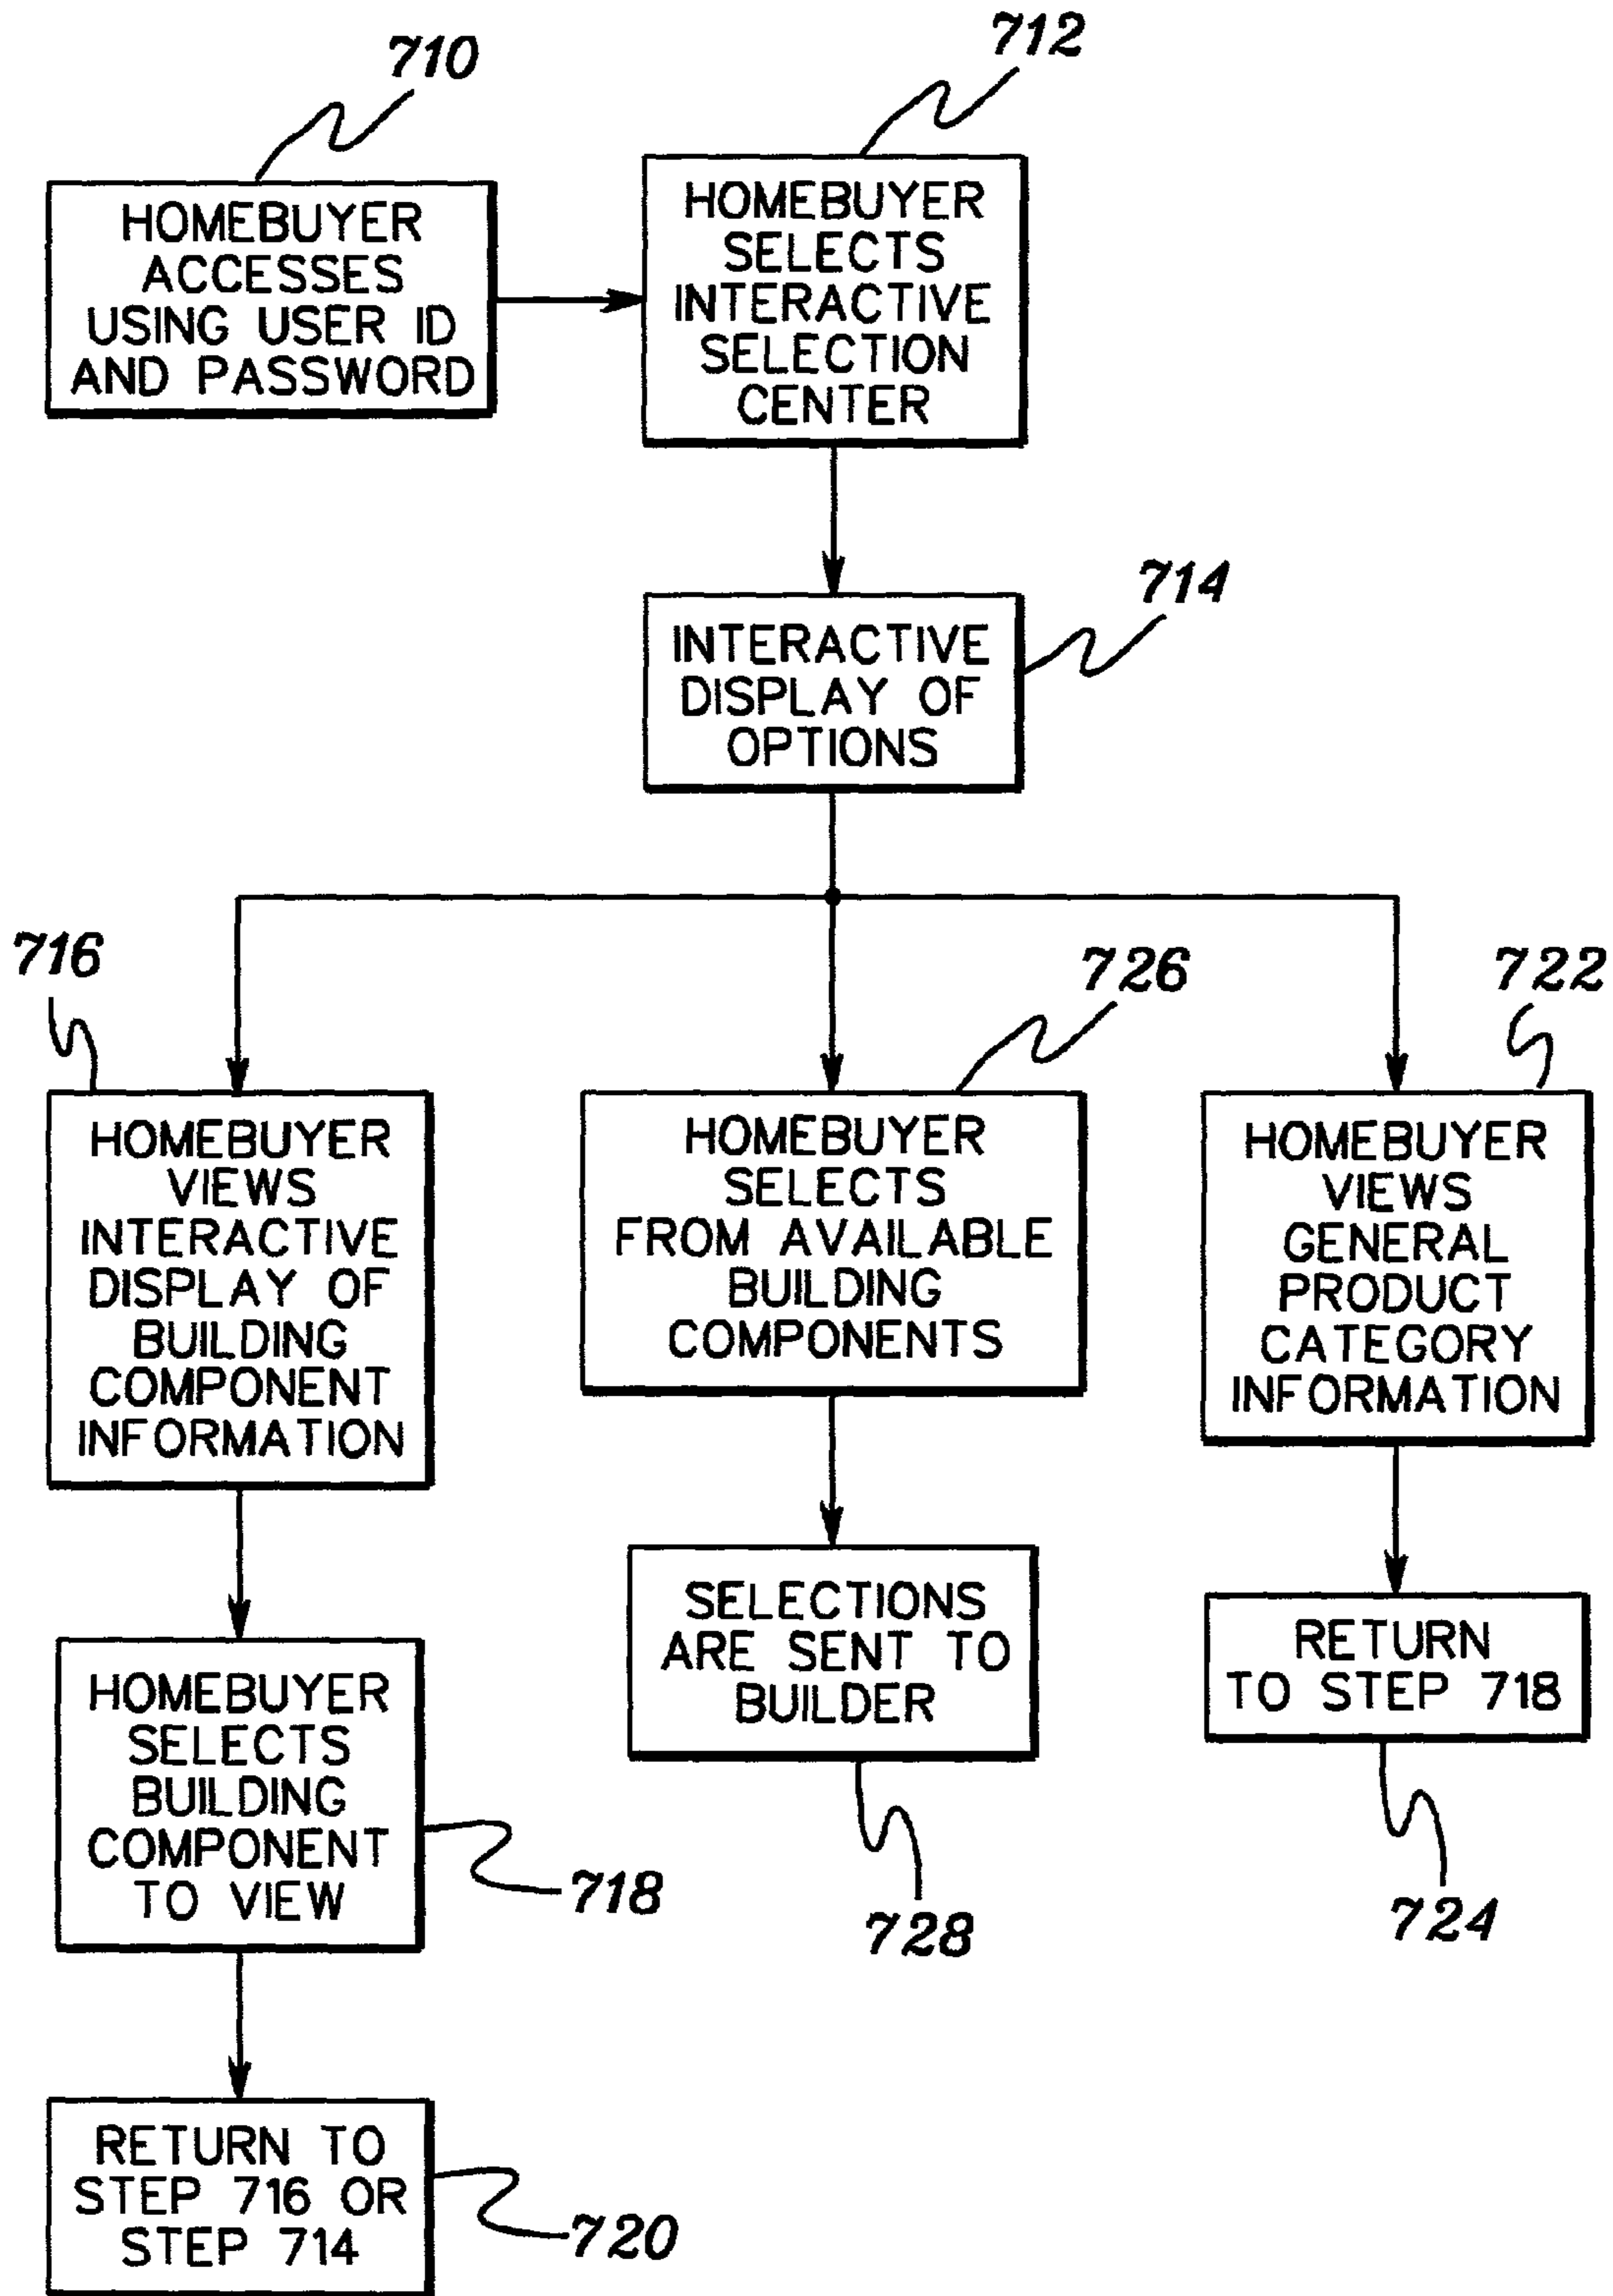 710
HOMEBUYER
ACCESSES
USING USER ID
AND PASSWORD
712
HOMEBUYER
SELECTS
INTERACTIVE
SELECTION
CENTER
714
INTERACTIVE
DISPLAY OF
OPTIONS
716
HOMEBUYER
VIEWS
INTERACTIVE
DISPLAY OF
BUILDING
COMPONENT
INFORMATION
726
HOMEBUYER
SELECTS
FROM AVAILABLE
BUILDING
COMPONENTS
722
HOMEBUYER
VIEWS
GENERAL
PRODUCT
CATEGORY
INFORMATION
HOMEBUYER
SELECTS
BUILDING
COMPONENT
TO VIEW
718
SELECTIONS
ARE SENT TO
BUILDER
728
RETURN
TO STEP 718
724
RETURN TO
STEP 716 OR
STEP 714
720